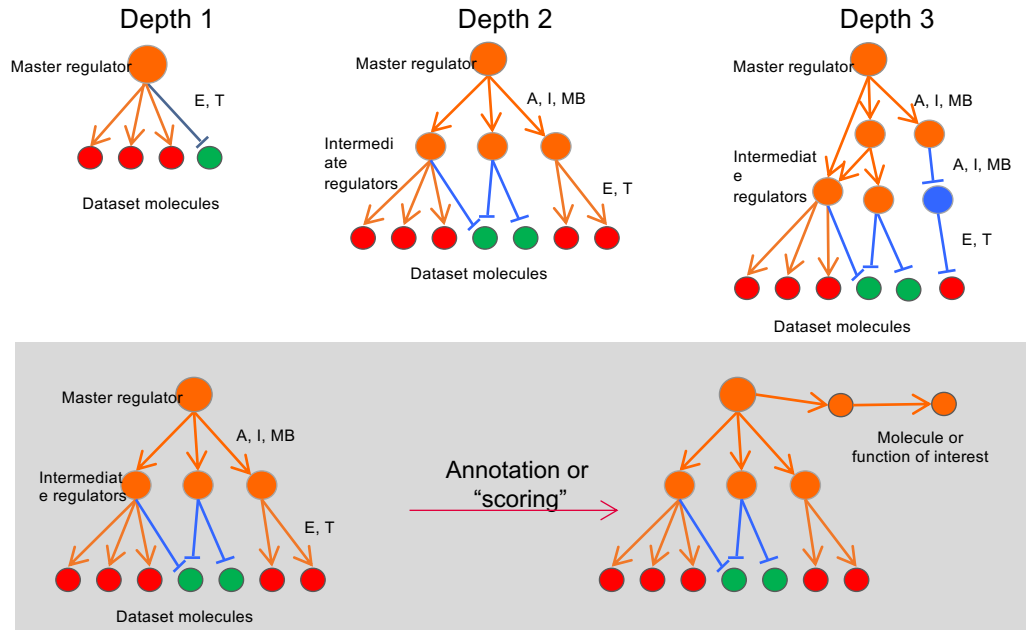 Depth 1
Depth 2
Depth 3
Master regulator
E, T
Dataset molecules
Master regulator
A, I, MB
Intermedi
ate
regulators
E, T
Dataset molecules
Master regulator
A, I, MB
Intermediat
e
regulators
A, I, MB
E, T
Dataset molecules
Master regulator
A, I, MB
Intermediat
e regulators
E, T
Dataset molecules
Annotation or
“scoring”
Molecule or
function of interest